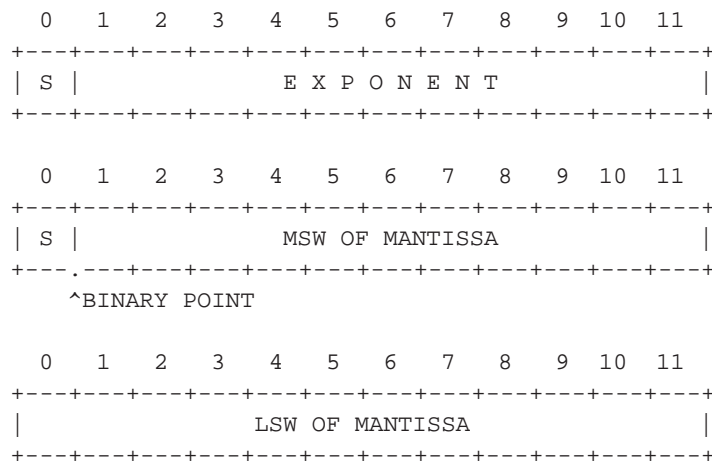 0 1 2 3 4 5 6 7 8 9 10 11
+---+---+---+---+---+---+---+---+---+---+---+---+
| S | E X P O N E N T |
+---+---+---+---+---+---+---+---+---+---+---+---+
0 1 2 3 4 5 6 7 8 9 10 11
+---+---+---+---+---+---+---+---+---+---+---+---+
| S | MSW OF MANTISSA |
+---.---+---+---+---+---+---+---+---+---+---+---+
^BINARY POINT
0 1 2 3 4 5 6 7 8 9 10 11
+---+---+---+---+---+---+---+---+---+---+---+---+
| LSW OF MANTISSA |
+---+---+---+---+---+---+---+---+---+---+---+---+